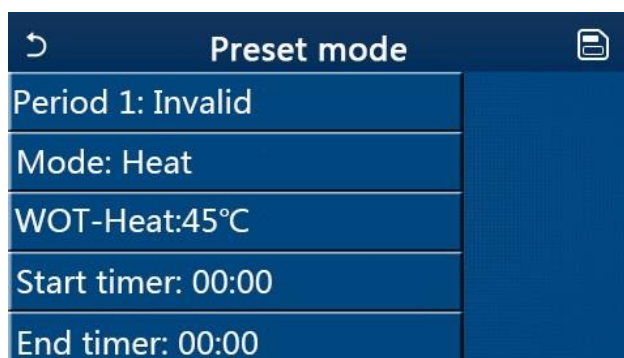 Preset mode
Period 1: Invalid
Mode: Heat
WOT-Heat:45℃
Start timer: 00:00
End timer: 00:00